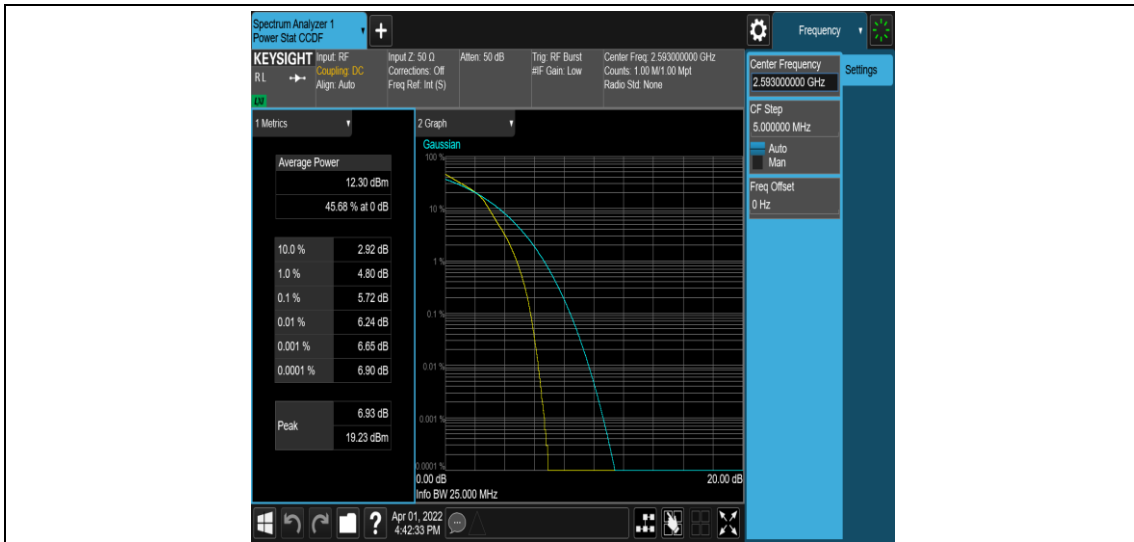 Spectrum Analyzer 1
Power Stat CCDF
Frequency
KEYSIGHT
RL
LXI
Input: RF
Coupling: DC
Align: Auto
Input Z: 50 Ω
Corrections: Off
Freq Ref: Int (S)
Atten: 50 dB
Trig: RF Burst
#IF Gain: Low
Center Freq: 2.593000000 GHz
Counts: 1.00 M/1.00 Mpt
Radio Std: None
Center Frequency
2.593000000 GHz
Settings
CF Step
5.000000 MHz
Auto
Man
Freq Offset
0 Hz
1 Metrics
Average Power
12.30 dBm
45.68 % at 0 dB
10.0 % 2.92 dB
1.0 % 4.80 dB
0.1 % 5.72 dB
0.01 % 6.24 dB
0.001 % 6.65 dB
0.0001 % 6.90 dB
Peak
6.93 dB
19.23 dBm
2 Graph
Gaussian
100 %
10 %
1 %
0.1 %
0.01 %
0.001 %
0.0001 %
0.00 dB 20.00 dB
Info BW 25.000 MHz
?
Apr 01, 2022
4:42:33 PM